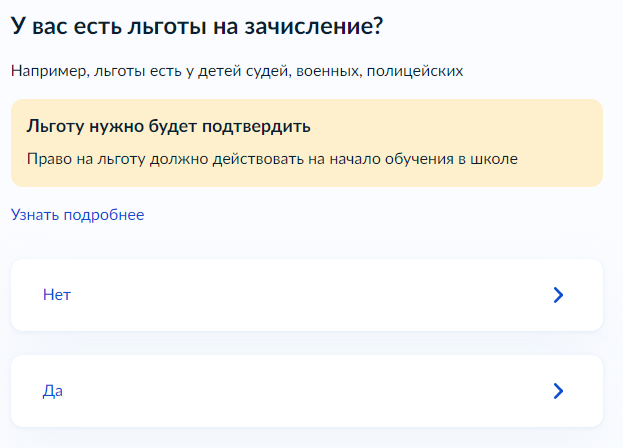 У вас есть льготы на зачисление?
Например, льготы есть у детей судей, военных, полицейских
Льготу нужно будет подтвердить
Право на льготу должно действовать на начало обучения в школе
Узнать подробнее
Нет
Да